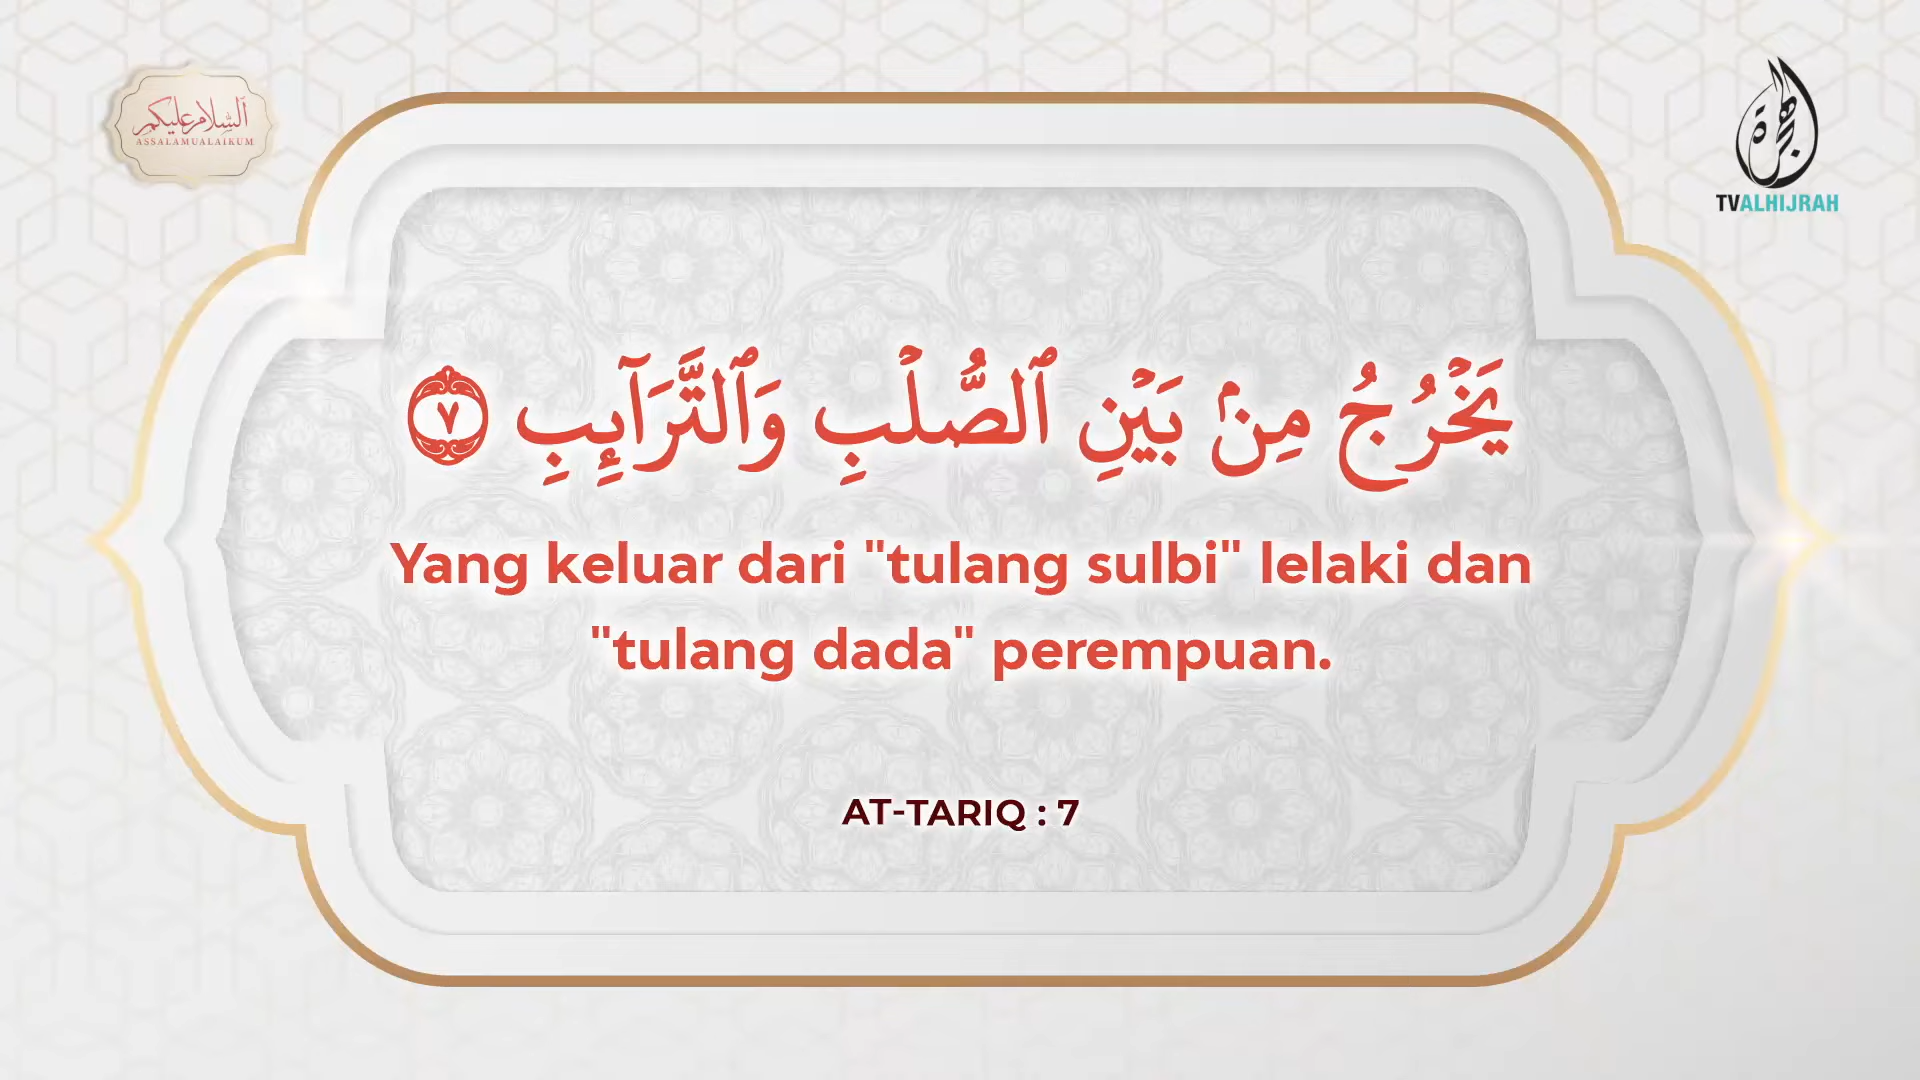 السلام عليكم
ASSALAMUALAIKUM
الهجرة
TVALHIJRAH
يَخْرُجُ مِنۢ بَيْنِ ٱلصُّلْبِ وَٱلتَّرَآئِبِ ٧
Yang keluar dari "tulang sulbi" lelaki dan
"tulang dada" perempuan.
AT-TARIQ : 7